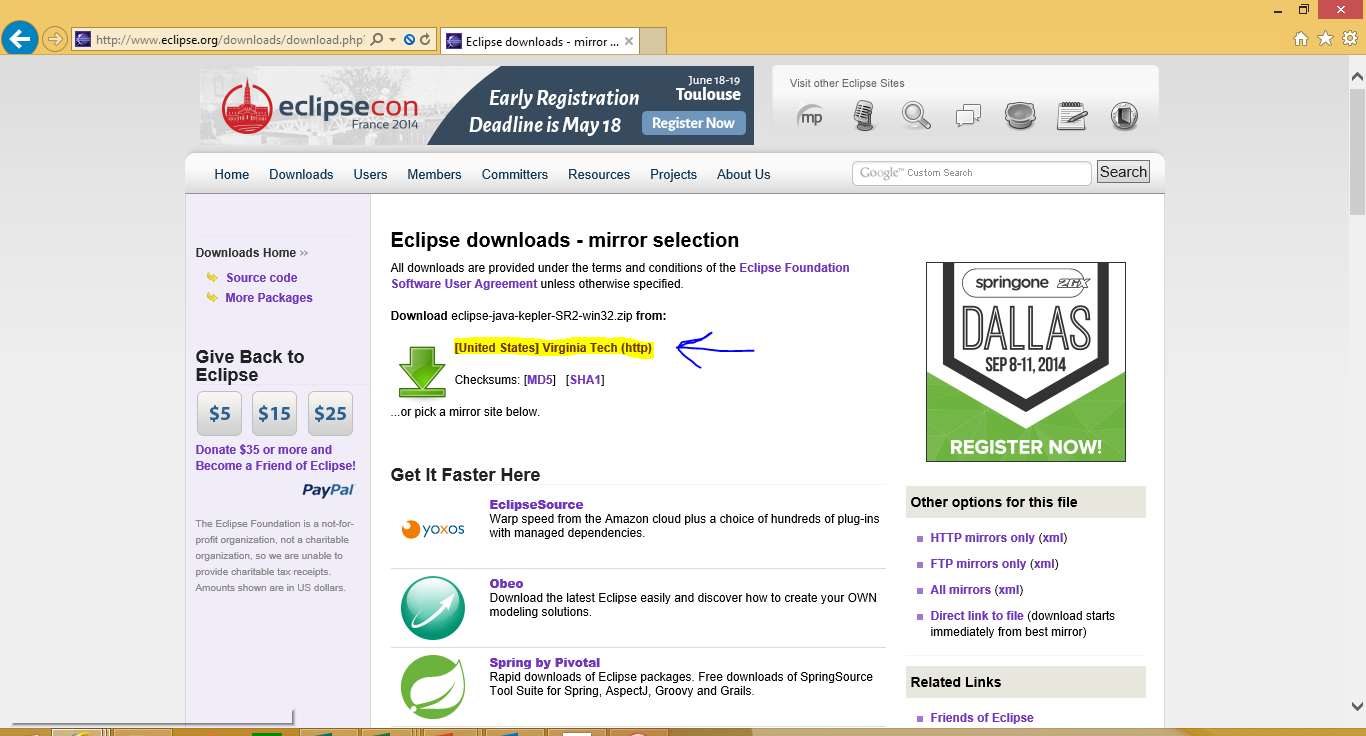 http://www.eclipse.org/downloads/download.php?
Eclipse downloads - mirror ...
eclipsecon
France 2014
Early Registration
Deadline is May 18
June 18-19
Toulouse
Register Now
Visit other Eclipse Sites
mp
Home Downloads Users Members Committers Resources Projects About Us
Google™ Custom Search
Search
Downloads Home »
Source code
More Packages
Give Back to
Eclipse
$5 $15 $25
Donate $35 or more and
Become a Friend of Eclipse!
PayPal
The Eclipse Foundation is a not-for-
profit organization, not a charitable
organization, so we are unable to
provide charitable tax receipts.
Amounts shown are in US dollars.
Eclipse downloads - mirror selection
All downloads are provided under the terms and conditions of the Eclipse Foundation
Software User Agreement unless otherwise specified.
Download eclipse-java-kepler-SR2-win32.zip from:
[United States] Virginia Tech (http)
Checksums: [MD5] [SHA1]
...or pick a mirror site below.
Get It Faster Here
yoxos
EclipseSource
Warp speed from the Amazon cloud plus a choice of hundreds of plug-ins
with managed dependencies.
Obeo
Download the latest Eclipse easily and discover how to create your OWN
modeling solutions.
Spring by Pivotal
Rapid downloads of Eclipse packages. Free downloads of SpringSource
Tool Suite for Spring, AspectJ, Groovy and Grails.
springone 2GX
DALLAS
SEP 8-11, 2014
REGISTER NOW!
Other options for this file
HTTP mirrors only (xml)
FTP mirrors only (xml)
All mirrors (xml)
Direct link to file (download starts
immediately from best mirror)
Related Links
Friends of Eclipse